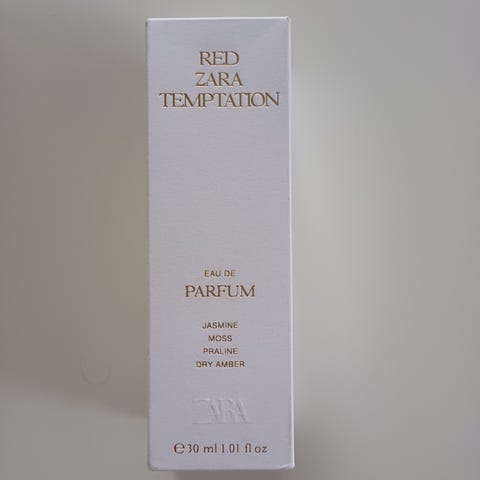 RED
ZARA
TEMPTATION
EAU DE
PARFUM
JASMINE
MOSS
PRALINE
DRY AMBER
ZARA
℮30 ml 1.01 fl oz